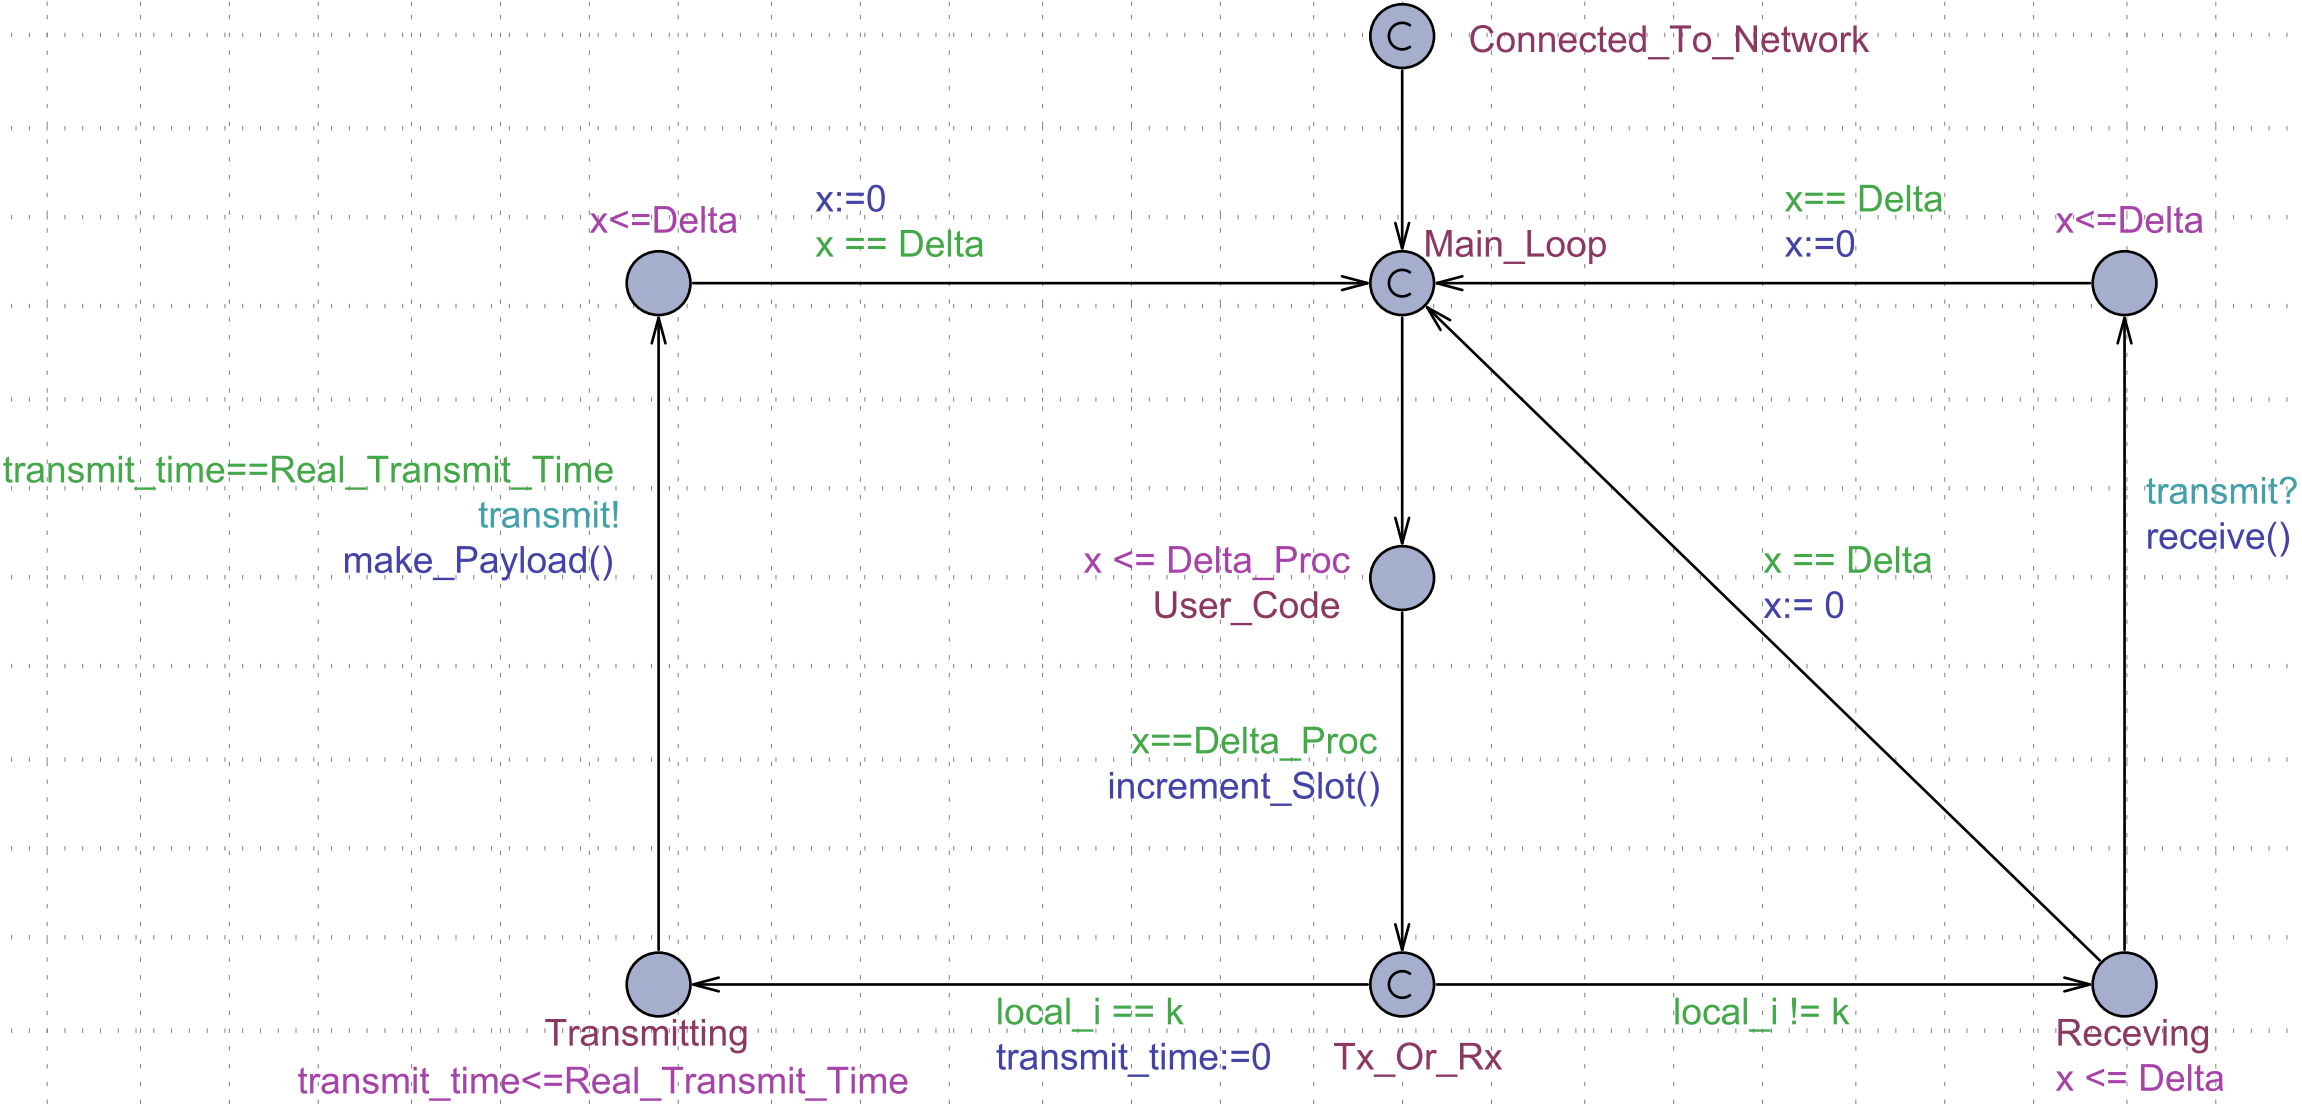 C
Connected_To_Network
x:=0
x == Delta
x<=Delta
Main_Loop
C
x== Delta
x:=0
x<=Delta
transmit_time==Real_Transmit_Time
transmit!
make_Payload()
x <= Delta_Proc
User_Code
x == Delta
x:= 0
transmit?
receive()
x==Delta_Proc
increment_Slot()
C
Transmitting
transmit_time<=Real_Transmit_Time
local_i == k
transmit_time:=0
Tx_Or_Rx
local_i != k
Receving
x <= Delta